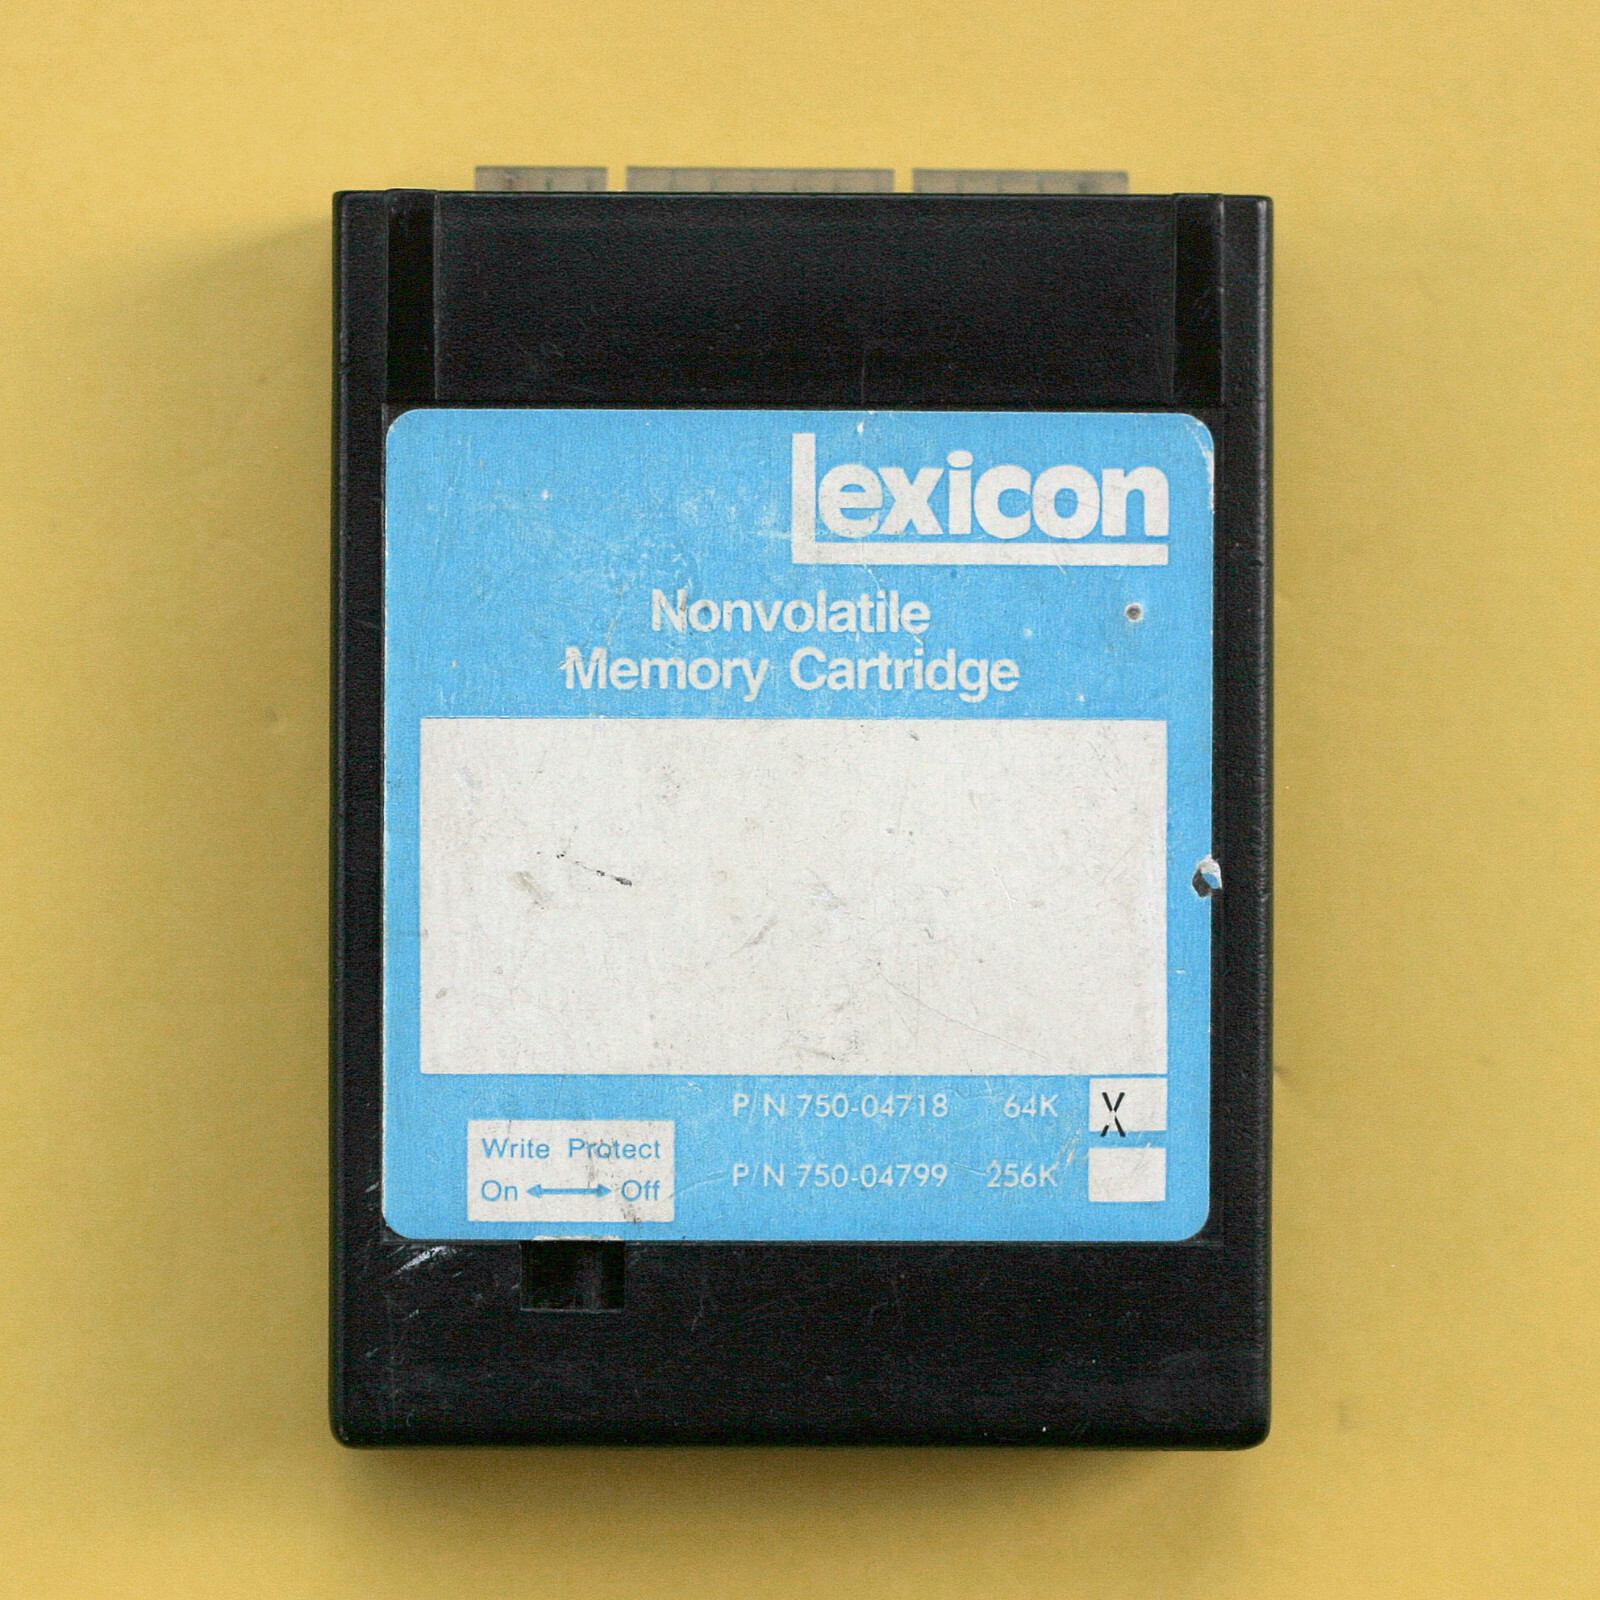 Lexicon
Nonvolatile
Memory Cartridge
P/N 750-04718 64K X
P/N 750-04799 256K
Write Protect
On ⟷ Off